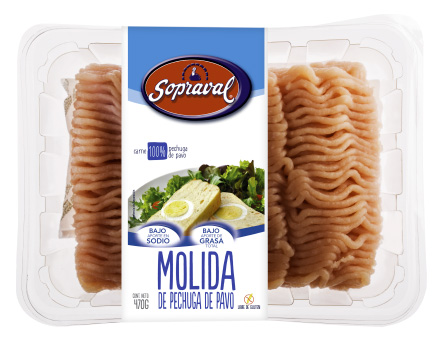 Sopraval
carne 100% pechuga
de pavo
BAJO
APORTE EN
SODIO
BAJO
APORTE DE
GRASA
TOTAL
MOLIDA
DE PECHUGA DE PAVO
CONT. NETO
470G
LIBRE DE GLUTEN